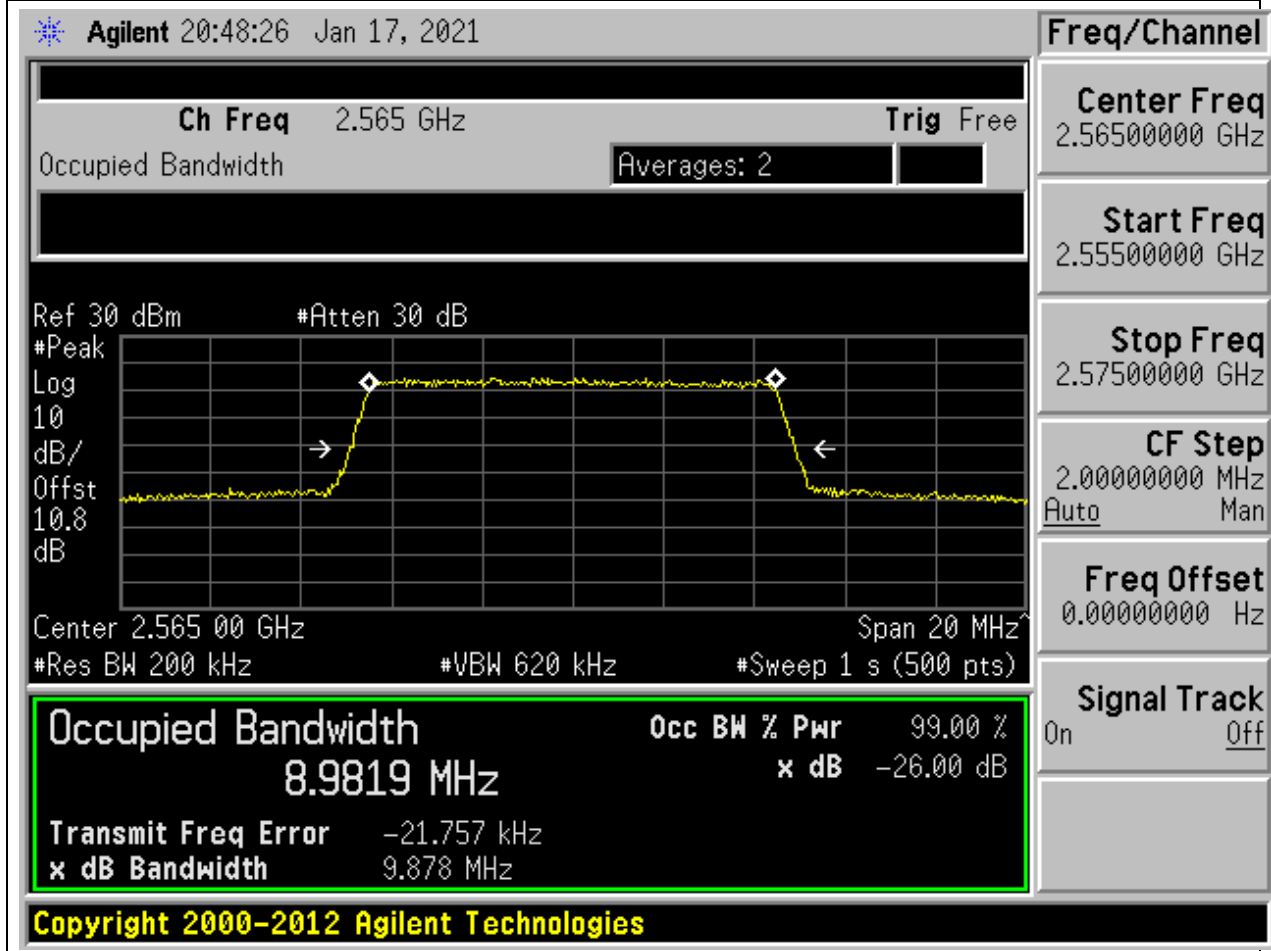 Agilent 20:48:26 Jan 17, 2021
Freq/Channel
Ch Freq 2.565 GHz Trig Free
Occupied Bandwidth Averages: 2
Ref 30 dBm #Atten 30 dB
#Peak
Log
10
dB/
Offst
10.8
dB
Center 2.565 00 GHz Span 20 MHz^
#Res BW 200 kHz #VBW 620 kHz #Sweep 1 s (500 pts)
Occupied Bandwidth Occ BW % Pwr 99.00 %
8.9819 MHz x dB -26.00 dB
Transmit Freq Error -21.757 kHz
x dB Bandwidth 9.878 MHz
Center Freq
2.56500000 GHz
Start Freq
2.55500000 GHz
Stop Freq
2.57500000 GHz
CF Step
2.00000000 MHz
Auto Man
Freq Offset
0.00000000 Hz
Signal Track
On Off
Copyright 2000-2012 Agilent Technologies